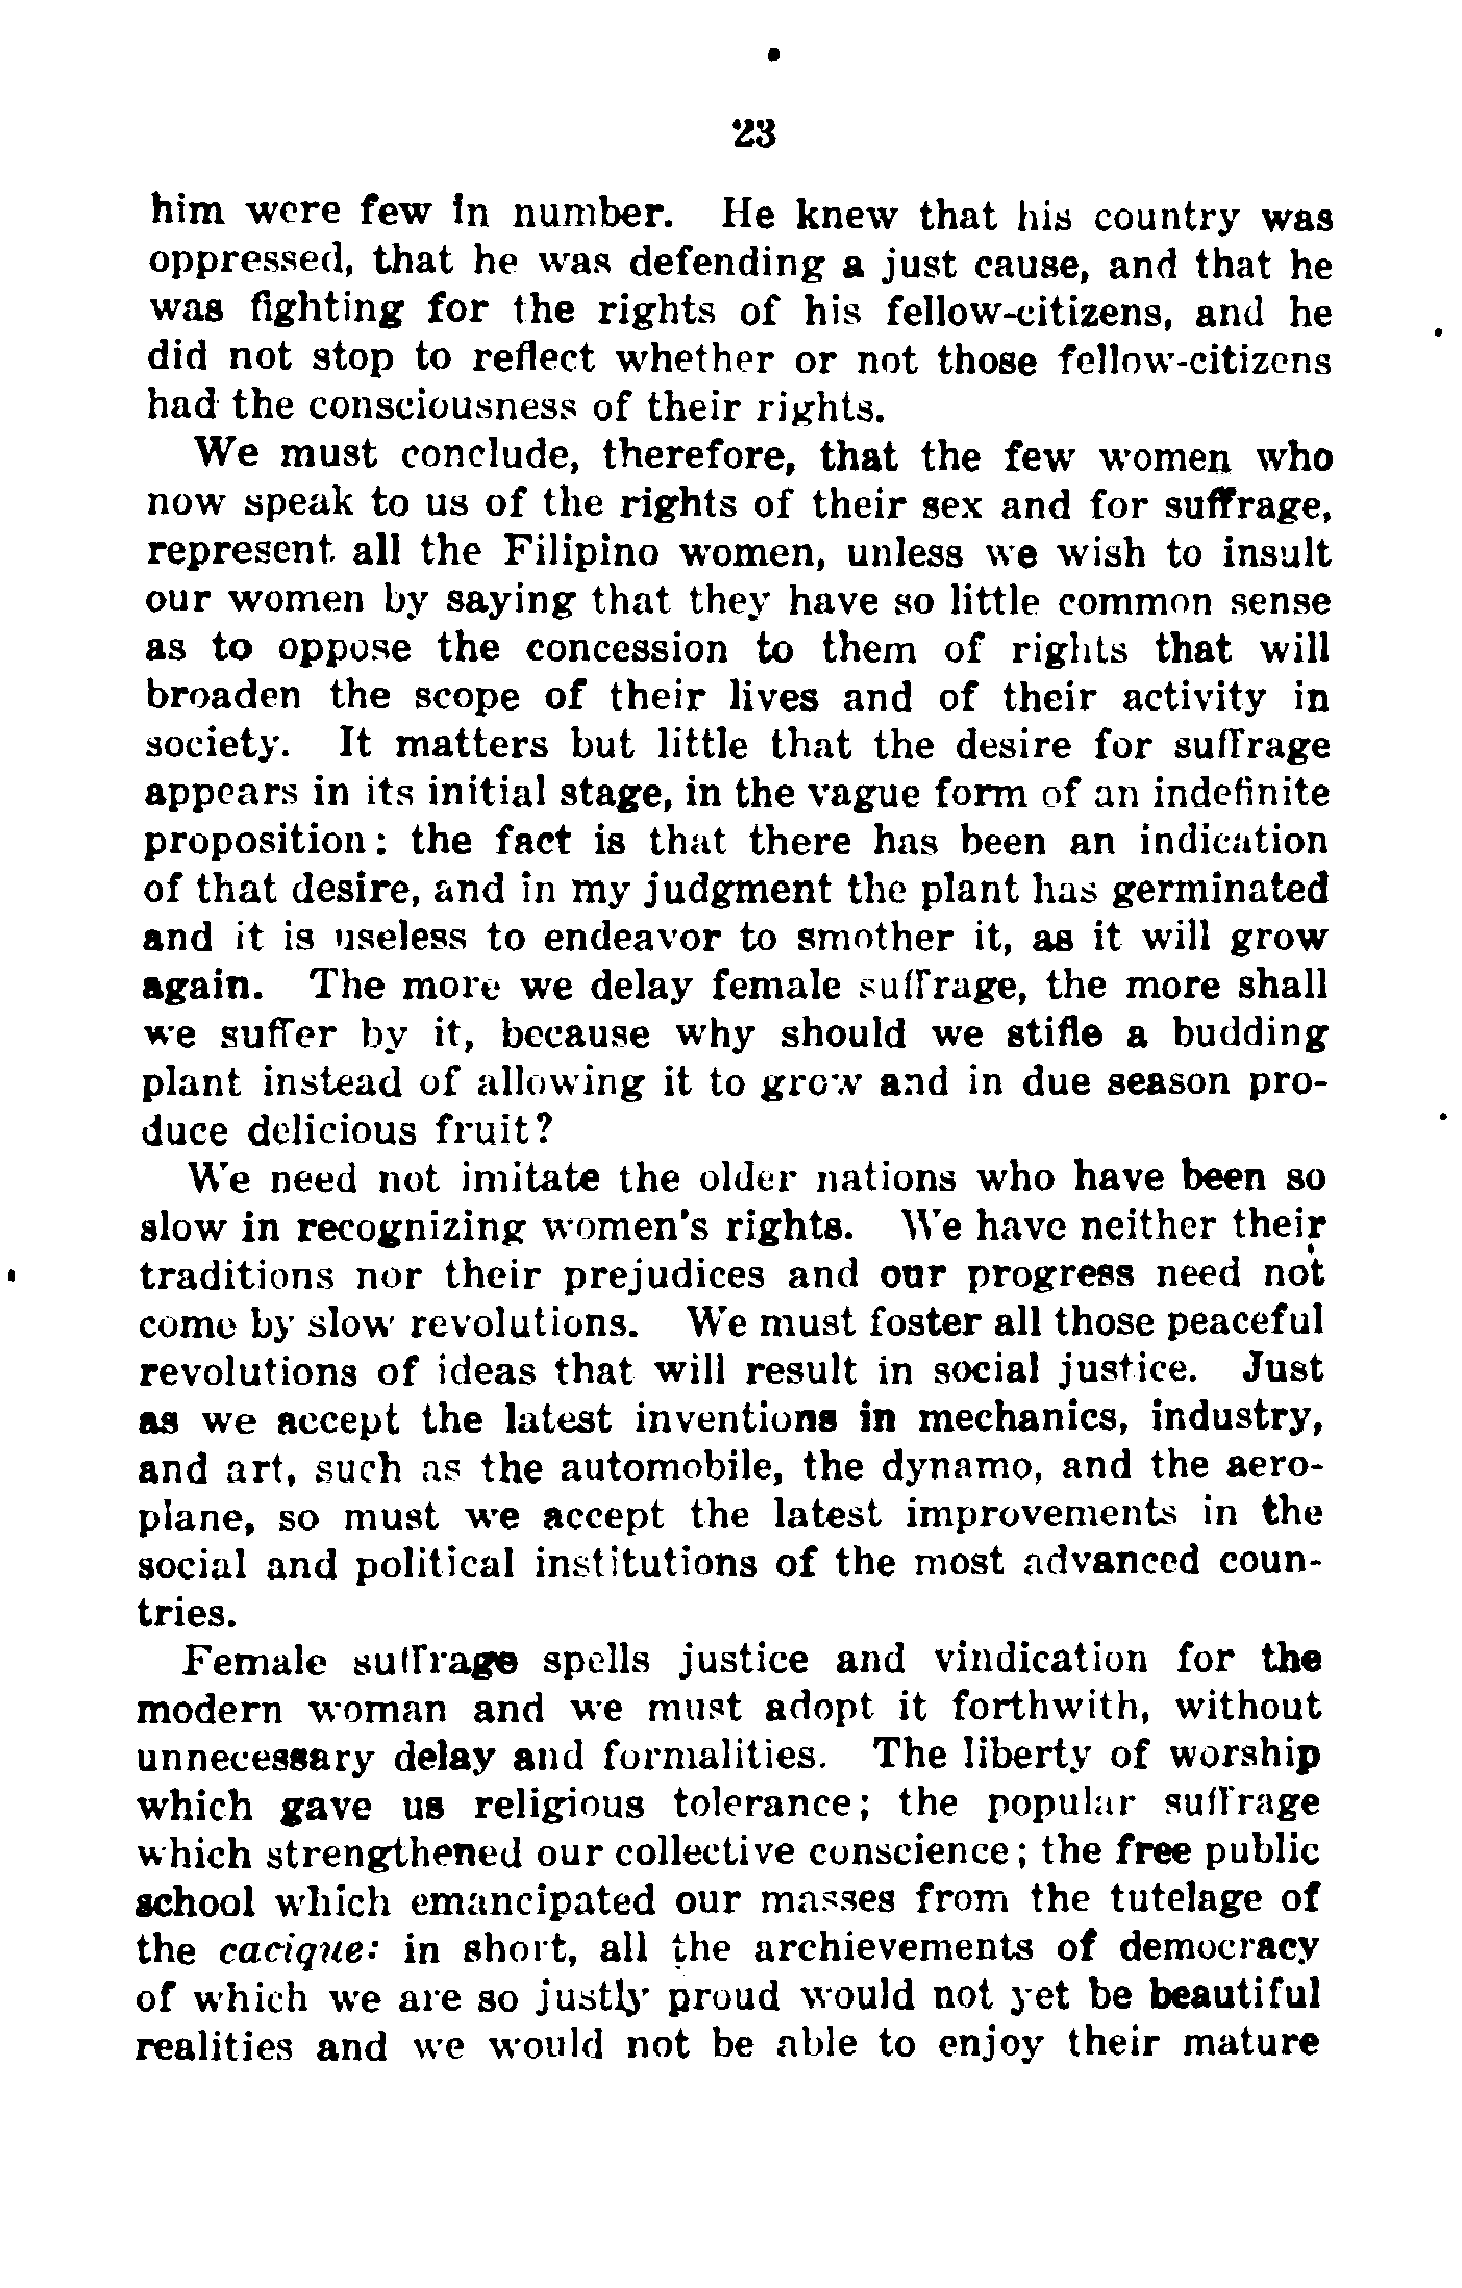 23
him were few in number. He knew that his country was
oppressed, that he was defending a just cause, and that he
was fighting for the rights of his fellow-citizens, and he
did not stop to reflect whether or not those fellow-citizens
had the consciousness of their rights.
We must conclude, therefore, that the few women who
now speak to us of the rights of their sex and for suffrage,
represent all the Filipino women, unless we wish to insult
our women by saying that they have so little common sense
as to oppose the concession to them of rights that will
broaden the scope of their lives and of their activity in
society. It matters but little that the desire for suffrage
appears in its initial stage, in the vague form of an indefinite
proposition: the fact is that there has been an indication
of that desire, and in my judgment the plant has germinated
and it is useless to endeavor to smother it, as it will grow
again. The more we delay female suffrage, the more shall
we suffer by it, because why should we stifle a budding
plant instead of allowing it to grow and in due season pro-
duce delicious fruit?
We need not imitate the older nations who have been so
slow in recognizing women's rights. We have neither their
traditions nor their prejudices and our progress need not
come by slow revolutions. We must foster all those peaceful
revolutions of ideas that will result in social justice. Just
as we accept the latest inventions in mechanics, industry,
and art, such as the automobile, the dynamo, and the aero-
plane, so must we accept the latest improvements in the
social and political institutions of the most advanced coun-
tries.
Female suffrage spells justice and vindication for the
modern woman and we must adopt it forthwith, without
unnecessary delay and formalities. The liberty of worship
which gave us religious tolerance; the popular suffrage
which strengthened our collective conscience; the free public
school which emancipated our masses from the tutelage of
the cacique: in short, all the archievements of democracy
of which we are so justly proud would not yet be beautiful
realities and we would not be able to enjoy their mature